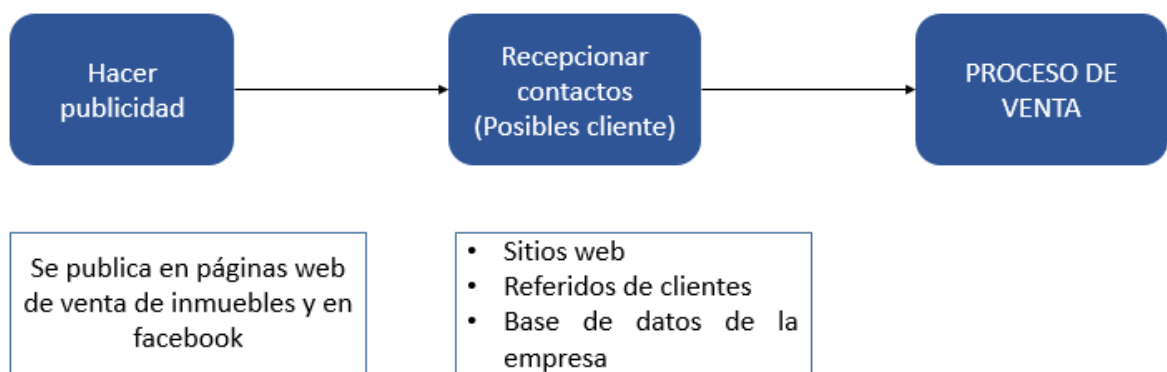 Hacer
publicidad
Recepcionar
contactos
(Posibles cliente)
PROCESO DE
VENTA
Se publica en páginas web
de venta de inmuebles y en
facebook
• Sitios web
• Referidos de clientes
• Base de datos de la
empresa